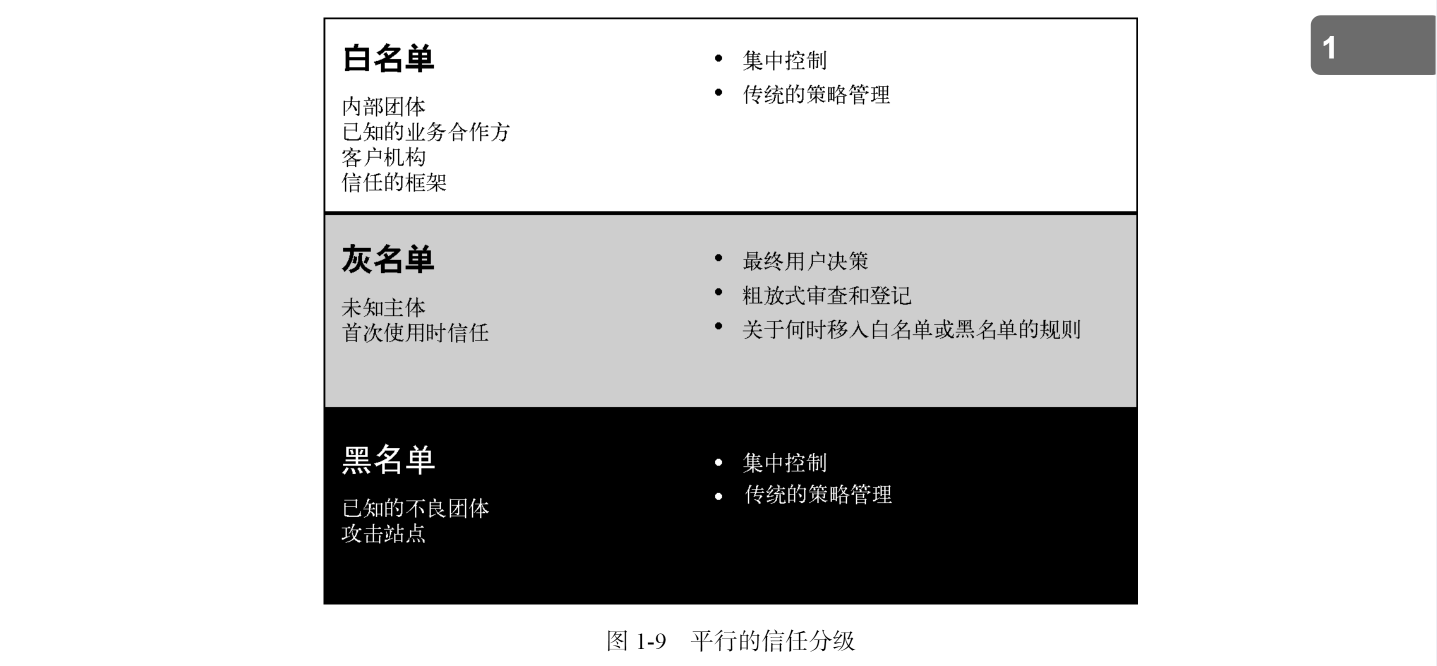 1
白名单
内部团体
已知的业务合作方
客户机构
信任的框架
• 集中控制
• 传统的策略管理
灰名单
未知主体
首次使用时信任
• 最终用户决策
• 粗放式审查和登记
• 关于何时移入白名单或黑名单的规则
黑名单
已知的不良团体
攻击站点
• 集中控制
• 传统的策略管理
图 1-9 平行的信任分级